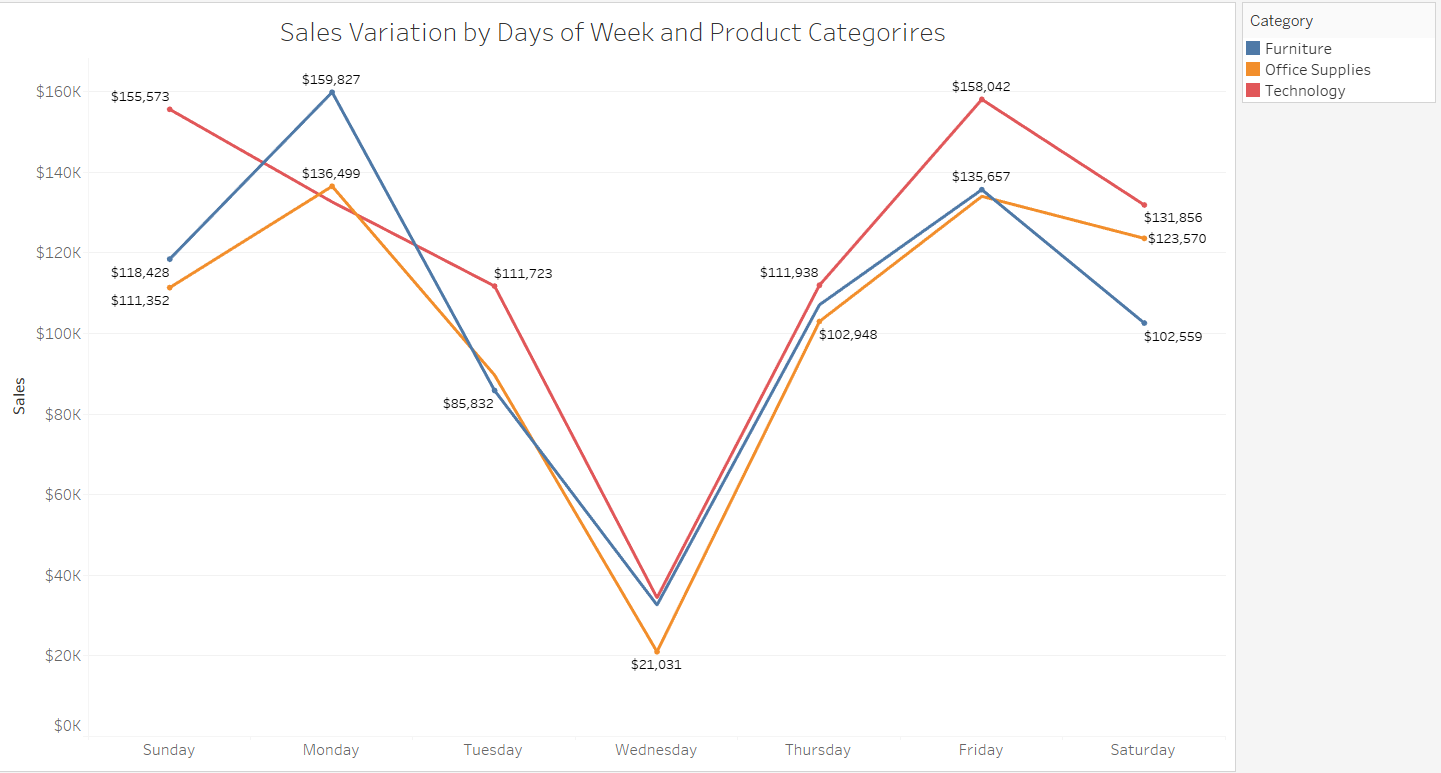 Sales Variation by Days of Week and Product Categorires
Category
Furniture
Office Supplies
Technology
Sales
$160K
$140K
$120K
$100K
$80K
$60K
$40K
$20K
$0K
$155,573
$118,428
$111,352
$159,827
$136,499
$111,723
$85,832
$21,031
$111,938
$102,948
$158,042
$135,657
$131,856
$123,570
$102,559
Sunday Monday Tuesday Wednesday Thursday Friday Saturday